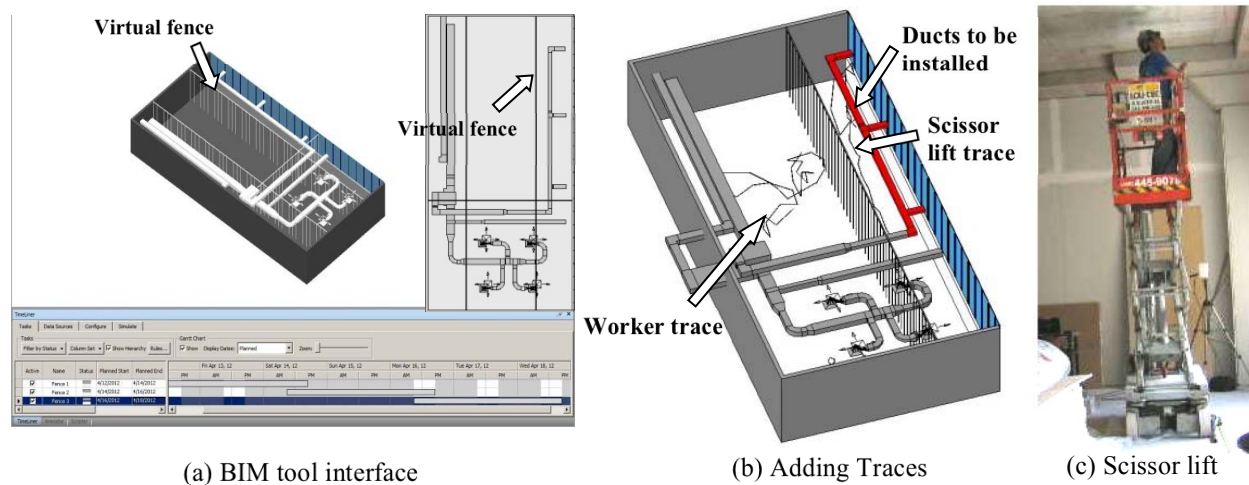 Virtual fence
Virtual fence
TimeLiner
Tasks Data Sources Configure Simulate
Tasks
Filter by Status Column Set Show Hierarchy Rules...
Gantt Chart
Show Display Dates: Planned Zoom:
Active Name Status Planned Start Planned End
Fri Apr 13, 12 Sat Apr 14, 12 Sun Apr 15, 12 Mon Apr 16, 12 Tue Apr 17, 12 Wed Apr 18, 12
PM AM PM AM PM AM PM AM PM AM PM
Fence 1 4/12/2012 4/14/2012
Fence 2 4/14/2012 4/16/2012
Fence 3 4/16/2012
TimeLiner Animator Scripter
(a) BIM tool interface
Ducts to be
installed
Scissor
lift trace
Worker trace
(b) Adding Traces
445-907
(c) Scissor lift